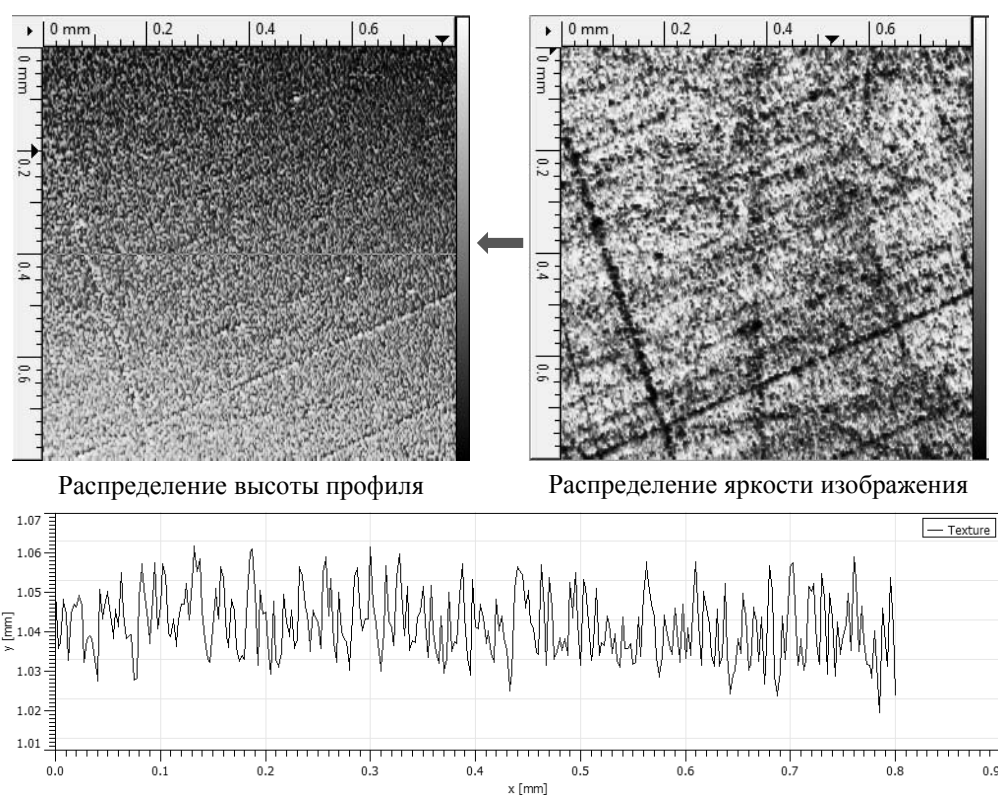 0 mm 0.2 0.4 0.6
0 mm
0.2
0.4
0.6
0 mm 0.2 0.4 0.6
0 mm
0.2
0.4
0.6
Распределение высоты профиля
Распределение яркости изображения
1.07
1.06
1.05
1.04
1.03
1.02
1.01
y [mm]
Texture
0.0 0.1 0.2 0.3 0.4 0.5 0.6 0.7 0.8 0.9
x [mm]